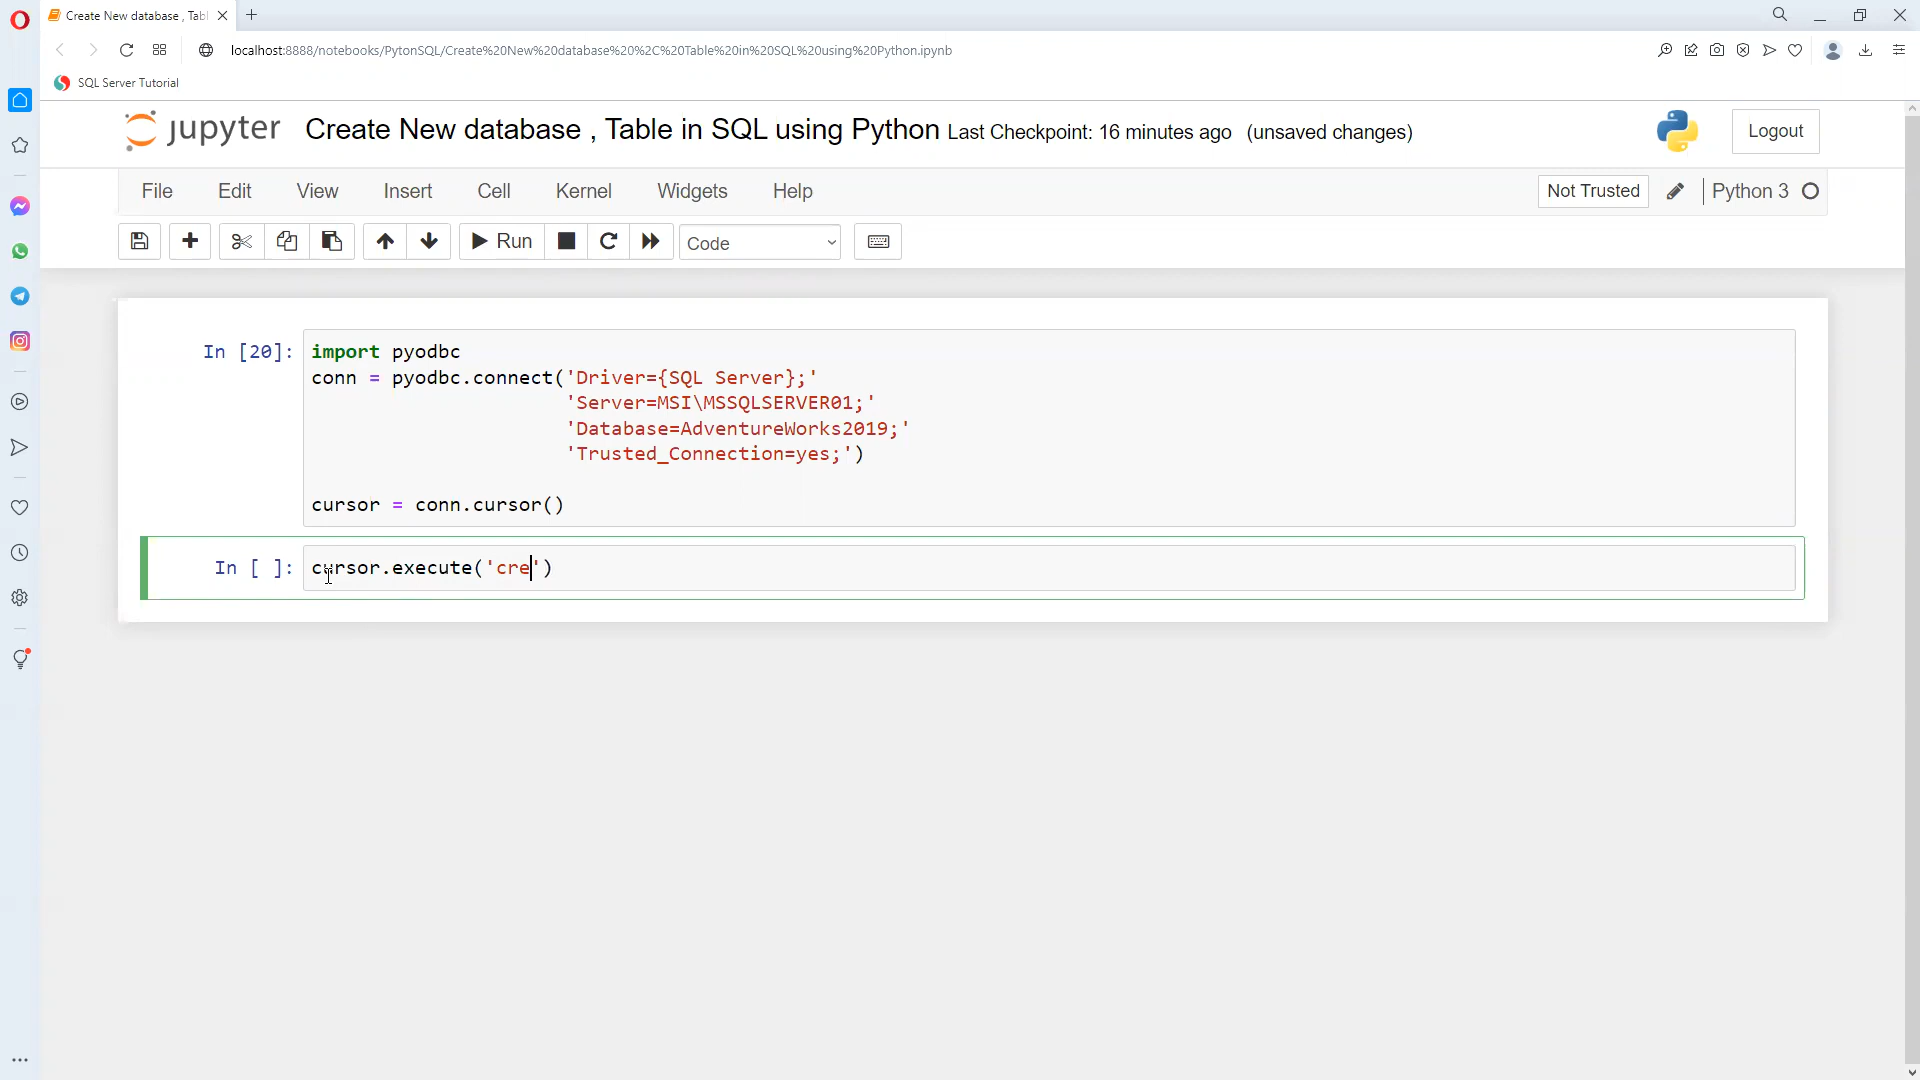 Create New database , Tabl
localhost:8888/notebooks/PytonSQL/Create%20New%20database%20%2C%20Table%20in%20SQL%20using%20Python.ipynb
SQL Server Tutorial
jupyter Create New database , Table in SQL using Python Last Checkpoint: 16 minutes ago (unsaved changes)
Logout
File Edit View Insert Cell Kernel Widgets Help
Not Trusted
Python 3
Run
Code
In [20]: import pyodbc
conn = pyodbc.connect('Driver={SQL Server};'
'Server=MSI\MSSQLSERVER01;'
'Database=AdventureWorks2019;'
'Trusted_Connection=yes;')
cursor = conn.cursor()
In [ ]: cursor.execute('cre')